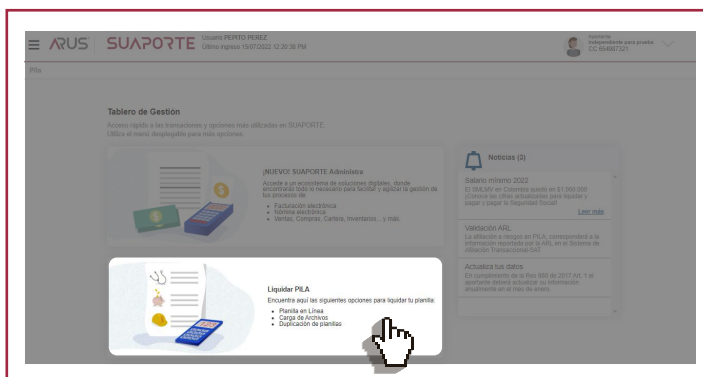 ARUS
SUAPORTE
Usuario PEPITO PEREZ
Último ingreso 19/07/2022 12:20:38 PM
Aportante
Independiente para prueba
CC 654987321
Pila
Tablero de Gestión
Acceso rápido a las transacciones y opciones más utilizadas en SUAPORTE.
Utiliza el menú desplegable para más opciones.
¡NUEVO! SUAPORTE Administra
Accede a un ecosistema de soluciones digitales, donde
encontrarás todo lo necesario para facilitar y agilizar la gestión de
tus procesos de:
• Facturación electrónica
• Nómina electrónica
• Ventas, Compras, Cartera, Inventarios... y más.
Liquidar PILA
Encuentra aquí las siguientes opciones para liquidar tu planilla:
• Planilla en Línea
• Carga de Archivos
• Duplicación de planillas
Noticias (3)
Salario mínimo 2022
El SMLMV en Colombia quedó en $1.000.000
¡Conoce las cifras actualizadas para liquidar y
pagar y pagar la Seguridad Social!
Leer más
Validación ARL
La afiliación a riesgos en PILA, corresponderá a la
información reportada por la ARL en el Sistema de
Afiliación Transaccional-SAT
Actualiza tus datos
En cumplimiento de la Res 880 de 2017 Art. 1 el
aportante deberá actualizar su información
anualmente en el mes de enero.